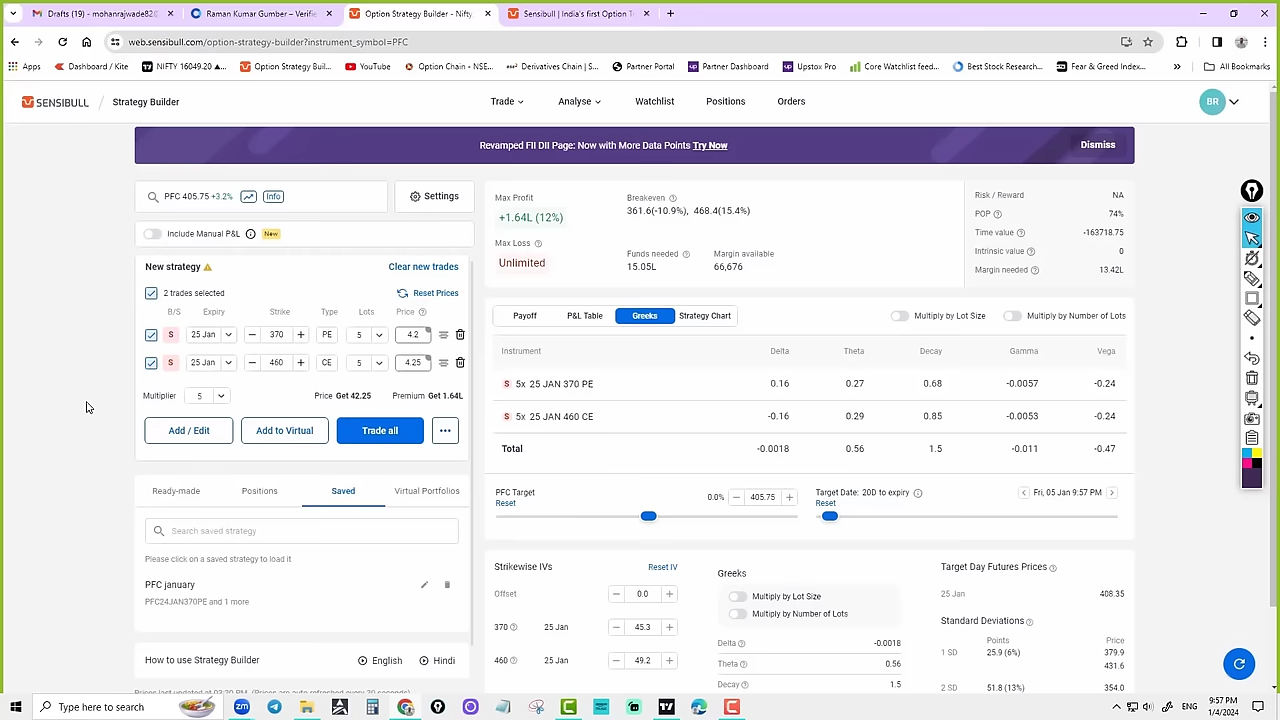 Drafts (19) - mohanrajwade82@
Raman Kumar Gumber – Verifie
Option Strategy Builder - Nifty,
Sensibull | India's first Option T
web.sensibull.com/option-strategy-builder?instrument_symbol=PFC
Apps
Dashboard / Kite
NIFTY 16049.20 ▲...
Option Strategy Buil...
YouTube
Option Chain - NSE...
Derivatives Chain | S...
Partner Portal
Partner Dashboard
Upstox Pro
Core Watchlist feed...
Best Stock Research...
Fear & Greed Index...
All Bookmarks
SENSIBULL / Strategy Builder
Trade
Analyse
Watchlist
Positions
Orders
BR
Revamped FII DII Page: Now with More Data Points Try Now
Dismiss
PFC 405.75 +3.2% Info
Settings
Include Manual P&L New
New strategy
Clear new trades
2 trades selected
Reset Prices
B/S Expiry Strike Type Lots Price
S 25 Jan − 370 + PE 5 4.2
S 25 Jan − 460 + CE 5 4.25
Multiplier 5 Price Get 42.25 Premium Get 1.64L
Add / Edit
Add to Virtual
Trade all
Ready-made
Positions
Saved
Virtual Portfolios
Search saved strategy
Please click on a saved strategy to load it
PFC january
PFC24JAN370PE and 1 more
How to use Strategy Builder
English
Hindi
Prices last updated at 03:30 PM (Prices are auto refreshed every 30 seconds)
Max Profit
+1.64L (12%)
Max Loss
Unlimited
Breakeven
361.6(-10.9%), 468.4(15.4%)
Funds needed
15.05L
Margin available
66,676
Risk / Reward NA
POP 74%
Time value -163718.75
Intrinsic value 0
Margin needed 13.42L
Payoff
P&L Table
Greeks
Strategy Chart
Multiply by Lot Size
Multiply by Number of Lots
Instrument Delta Theta Decay Gamma Vega
S 5x 25 JAN 370 PE 0.16 0.27 0.68 -0.0057 -0.24
S 5x 25 JAN 460 CE -0.16 0.29 0.85 -0.0053 -0.24
Total -0.0018 0.56 1.5 -0.011 -0.47
PFC Target 0.0% − 405.75 +
Reset
Target Date: 20D to expiry Fri, 05 Jan 9:57 PM
Reset
Strikewise IVs Reset IV
Offset − 0.0 +
370 25 Jan − 45.3 +
460 25 Jan − 49.2 +
Greeks
Multiply by Lot Size
Multiply by Number of Lots
Delta -0.0018
Theta 0.56
Decay 1.5
Target Day Futures Prices
25 Jan 408.35
Standard Deviations
Points Price
1 SD 25.9 (6%) 379.9
431.6
2 SD 51.8 (13%) 354.0
Type here to search
ENG
9:57 PM
1/4/2024